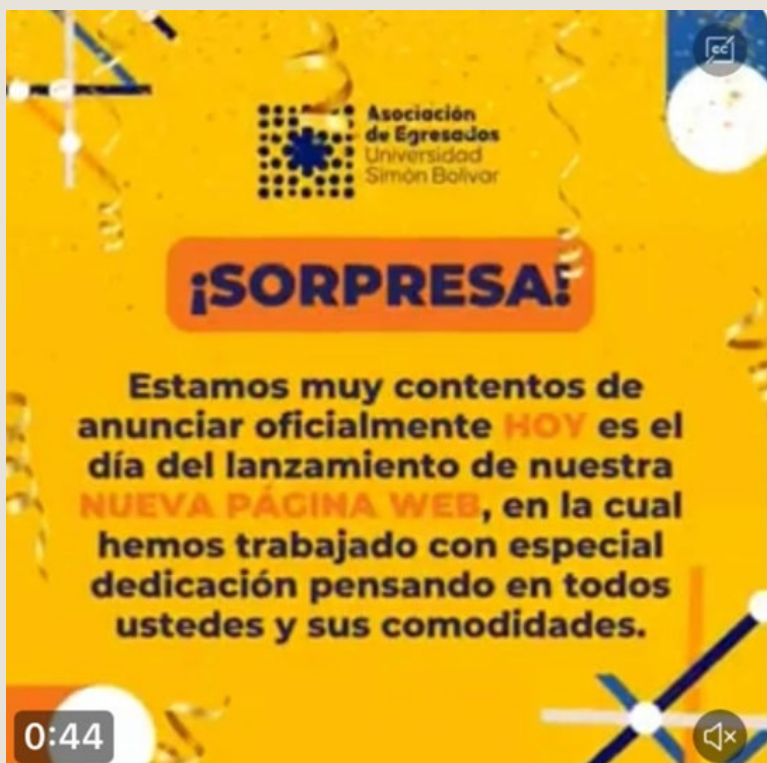 cc
Asociación
de Egresados
Universidad
Simón Bolívar
¡SORPRESA!
Estamos muy contentos de
anunciar oficialmente HOY es el
día del lanzamiento de nuestra
NUEVA PÁGINA WEB, en la cual
hemos trabajado con especial
dedicación pensando en todos
ustedes y sus comodidades.
0:44